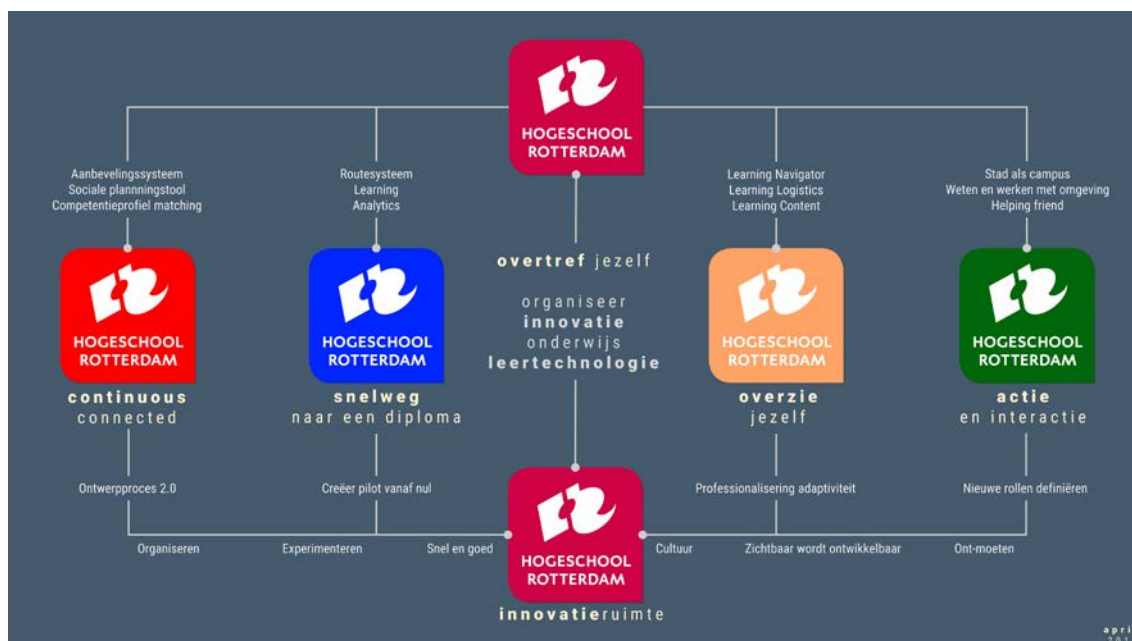 HOGESCHOOL
ROTTERDAM
Aanbevelingssysteem
Sociale plannningstool
Competentieprofiel matching
Routesysteem
Learning
Analytics
Learning Navigator
Learning Logistics
Learning Content
Stad als campus
Weten en werken met omgeving
Helping friend
overtref jezelf
organiseer
innovatie
onderwijs
leertechnologie
HOGESCHOOL
ROTTERDAM
continuous
connected
HOGESCHOOL
ROTTERDAM
snelweg
naar een diploma
HOGESCHOOL
ROTTERDAM
overzie
jezelf
HOGESCHOOL
ROTTERDAM
actie
en interactie
Ontwerpproces 2.0
Creëer pilot vanaf nul
Professionalisering adaptiviteit
Nieuwe rollen definiëren
Organiseren
Experimenteren
Snel en goed
Cultuur
Zichtbaar wordt ontwikkelbaar
Ont-moeten
HOGESCHOOL
ROTTERDAM
innovatieruimte